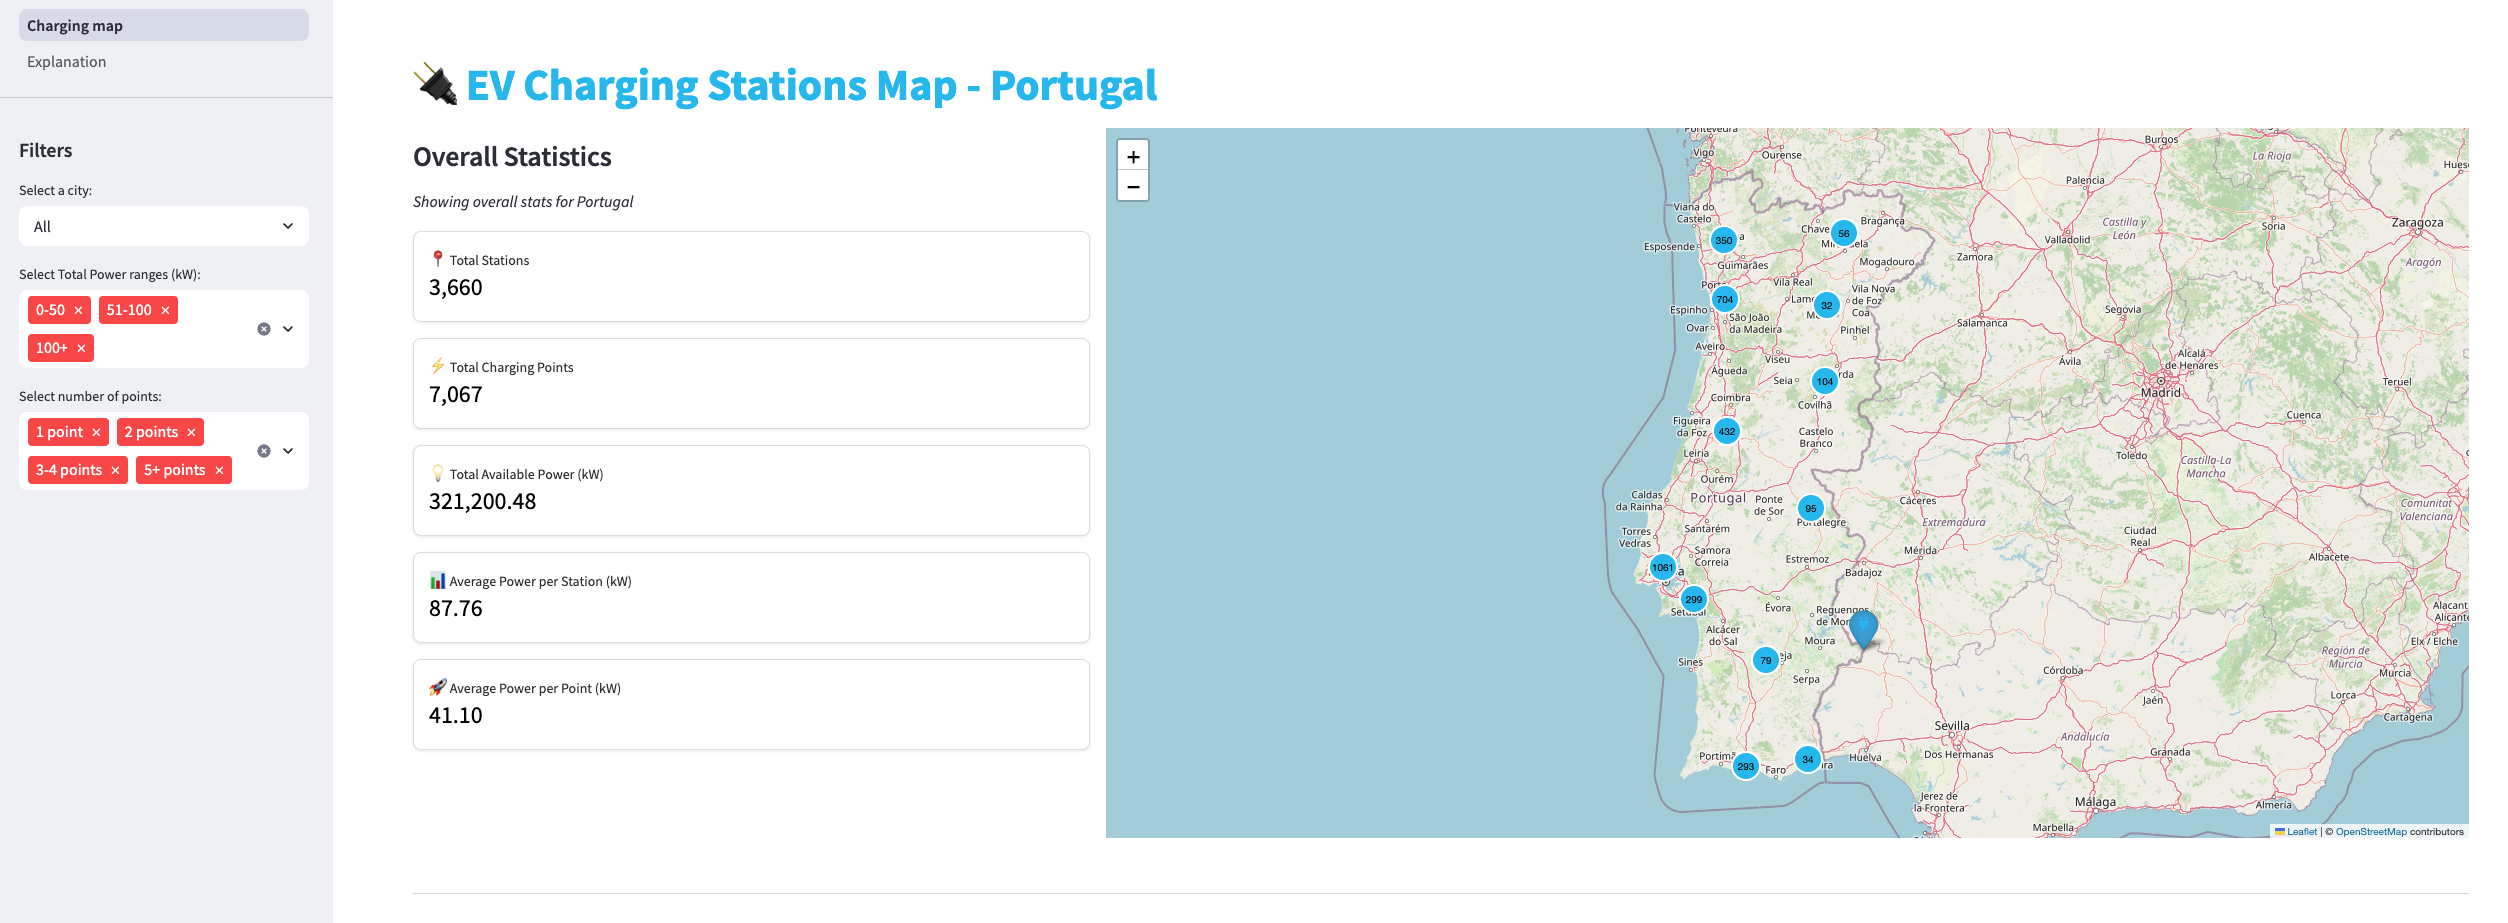 Charging map
Explanation
Filters
Select a city:
All
Select Total Power ranges (kW):
0-50 ×
51-100 ×
100+ ×
Select number of points:
1 point ×
2 points ×
3-4 points ×
5+ points ×
EV Charging Stations Map - Portugal
Overall Statistics
Showing overall stats for Portugal
Total Stations
3,660
Total Charging Points
7,067
Total Available Power (kW)
321,200.48
Average Power per Station (kW)
87.76
Average Power per Point (kW)
41.10
+
−
Pontevedra
Vigo
Ourense
Burgos
La Rioja
Palencia
Viana do
Castelo
Bragança
Castilla y
León
Soria
Zaragoza
Esposende
350
56
Valladolid
Guimarães
Mogadouro
Zamora
Aragón
Vila Real
Vila Nova
de Foz
Coa
704
32
Espinho
São João
da Madeira
Pinhel
Salamanca
Segovia
Ovar
Aveiro
Viseu
Ávila
Alcalá
de Henares
Águeda
Seia
104
Teruel
Madrid
Coimbra
Covilhã
Cuenca
Figueira
da Foz
432
Castelo
Branco
Leiria
Toledo
Castilla-La
Mancha
Ourém
Caldas
da Rainha
Portugal
Ponte
de Sor
95
Portalegre
Cáceres
Extremadura
Comunitat
Valenciana
Torres
Vedras
Santarém
Ciudad
Real
Samora
Correia
Estremoz
Mérida
Albacete
1061
Badajoz
299
Setúbal
Évora
Reguengos
Alcácer
do Sal
Moura
Elx / Elche
Sines
79
Serpa
Córdoba
Región de
Murcia
Murcia
Jaén
Lorca
Cartagena
Sevilla
Andalucía
293
Faro
34
Huelva
Dos Hermanas
Granada
Jerez de
la Frontera
Málaga
Almería
Marbella
Leaflet | © OpenStreetMap contributors